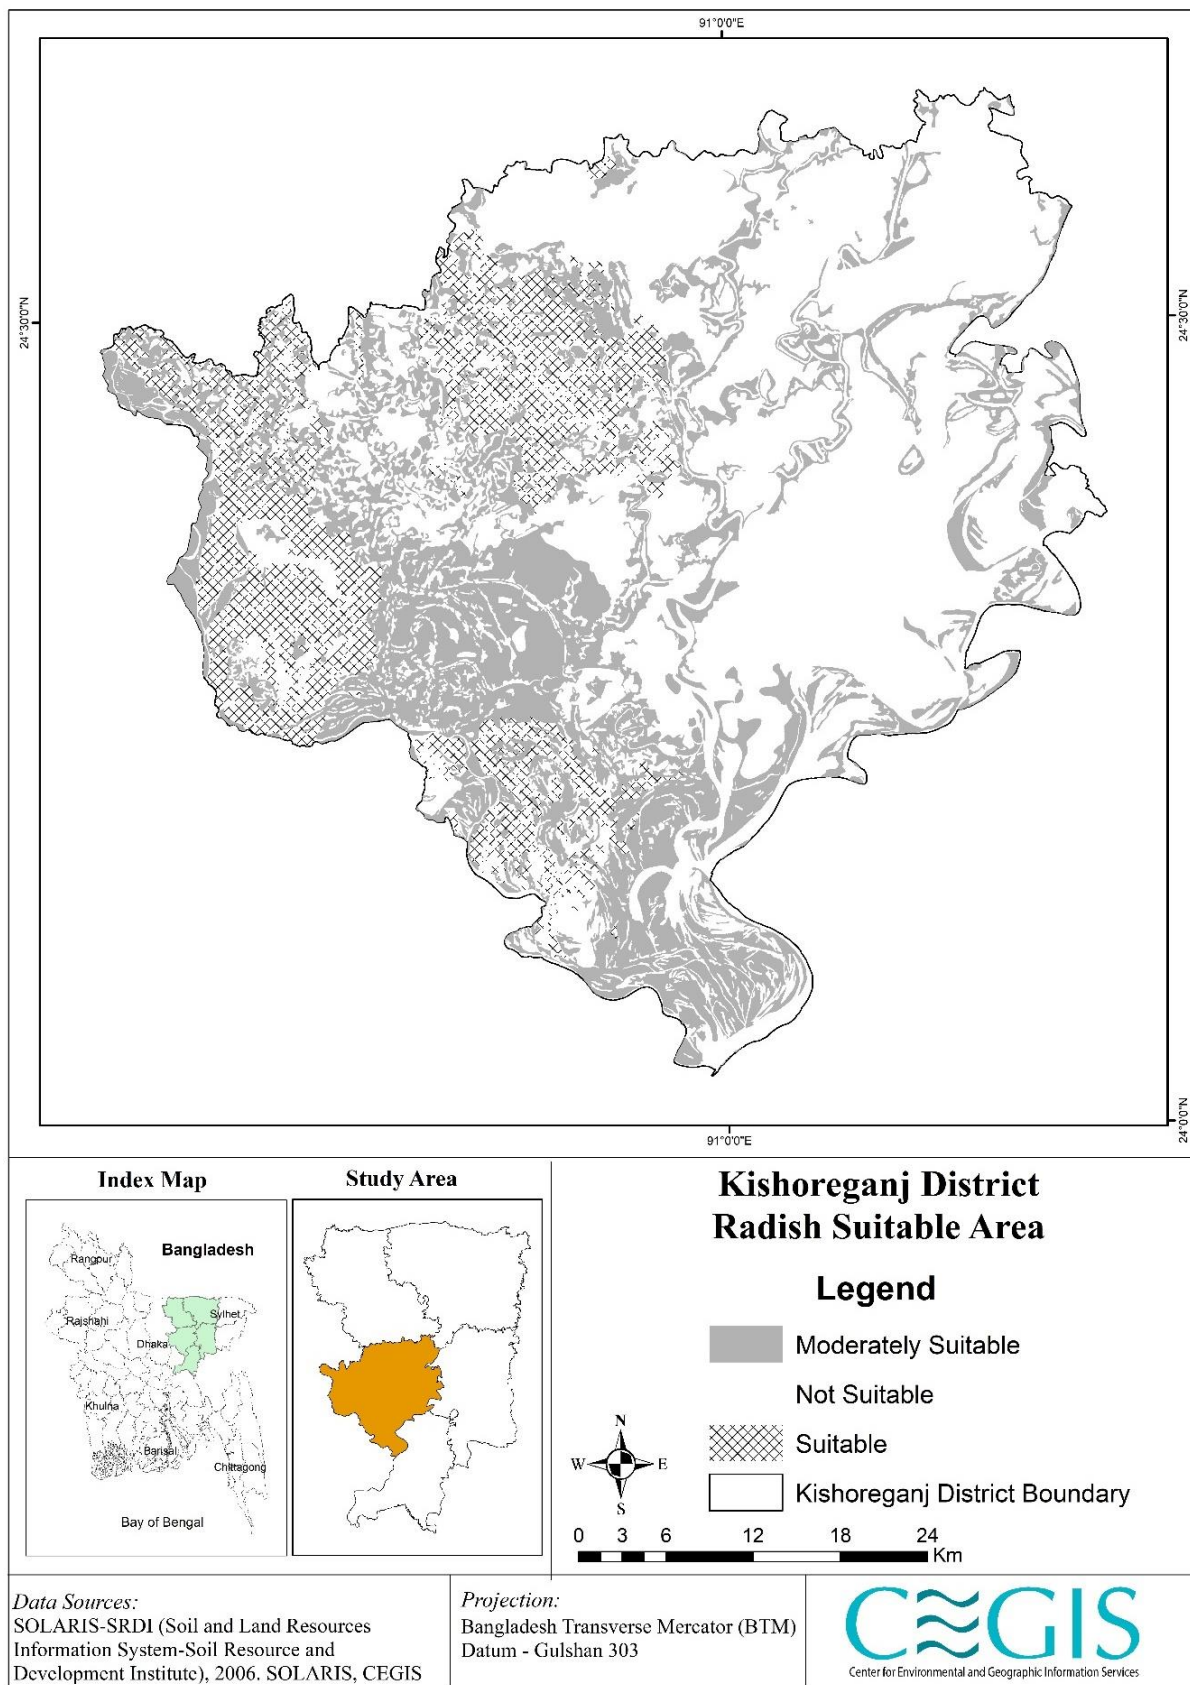 91°0'0"E
24°30'0"N
24°30'0"N
24°0'0"N
91°0'0"E
Index Map
Study Area
Bangladesh
Rangpur
Rajshahi
Sylhet
Dhaka
Khulna
Barisal
Chittagong
Bay of Bengal
Kishoreganj District
Radish Suitable Area
Legend
Moderately Suitable
Not Suitable
Suitable
Kishoreganj District Boundary
N
W
E
S
0 3 6 12 18 24
Km
Data Sources:
SOLARIS-SRDI (Soil and Land Resources
Information System-Soil Resource and
Development Institute), 2006. SOLARIS, CEGIS
Projection:
Bangladesh Transverse Mercator (BTM)
Datum - Gulshan 303
CEGIS
Center for Environmental and Geographic Information Services